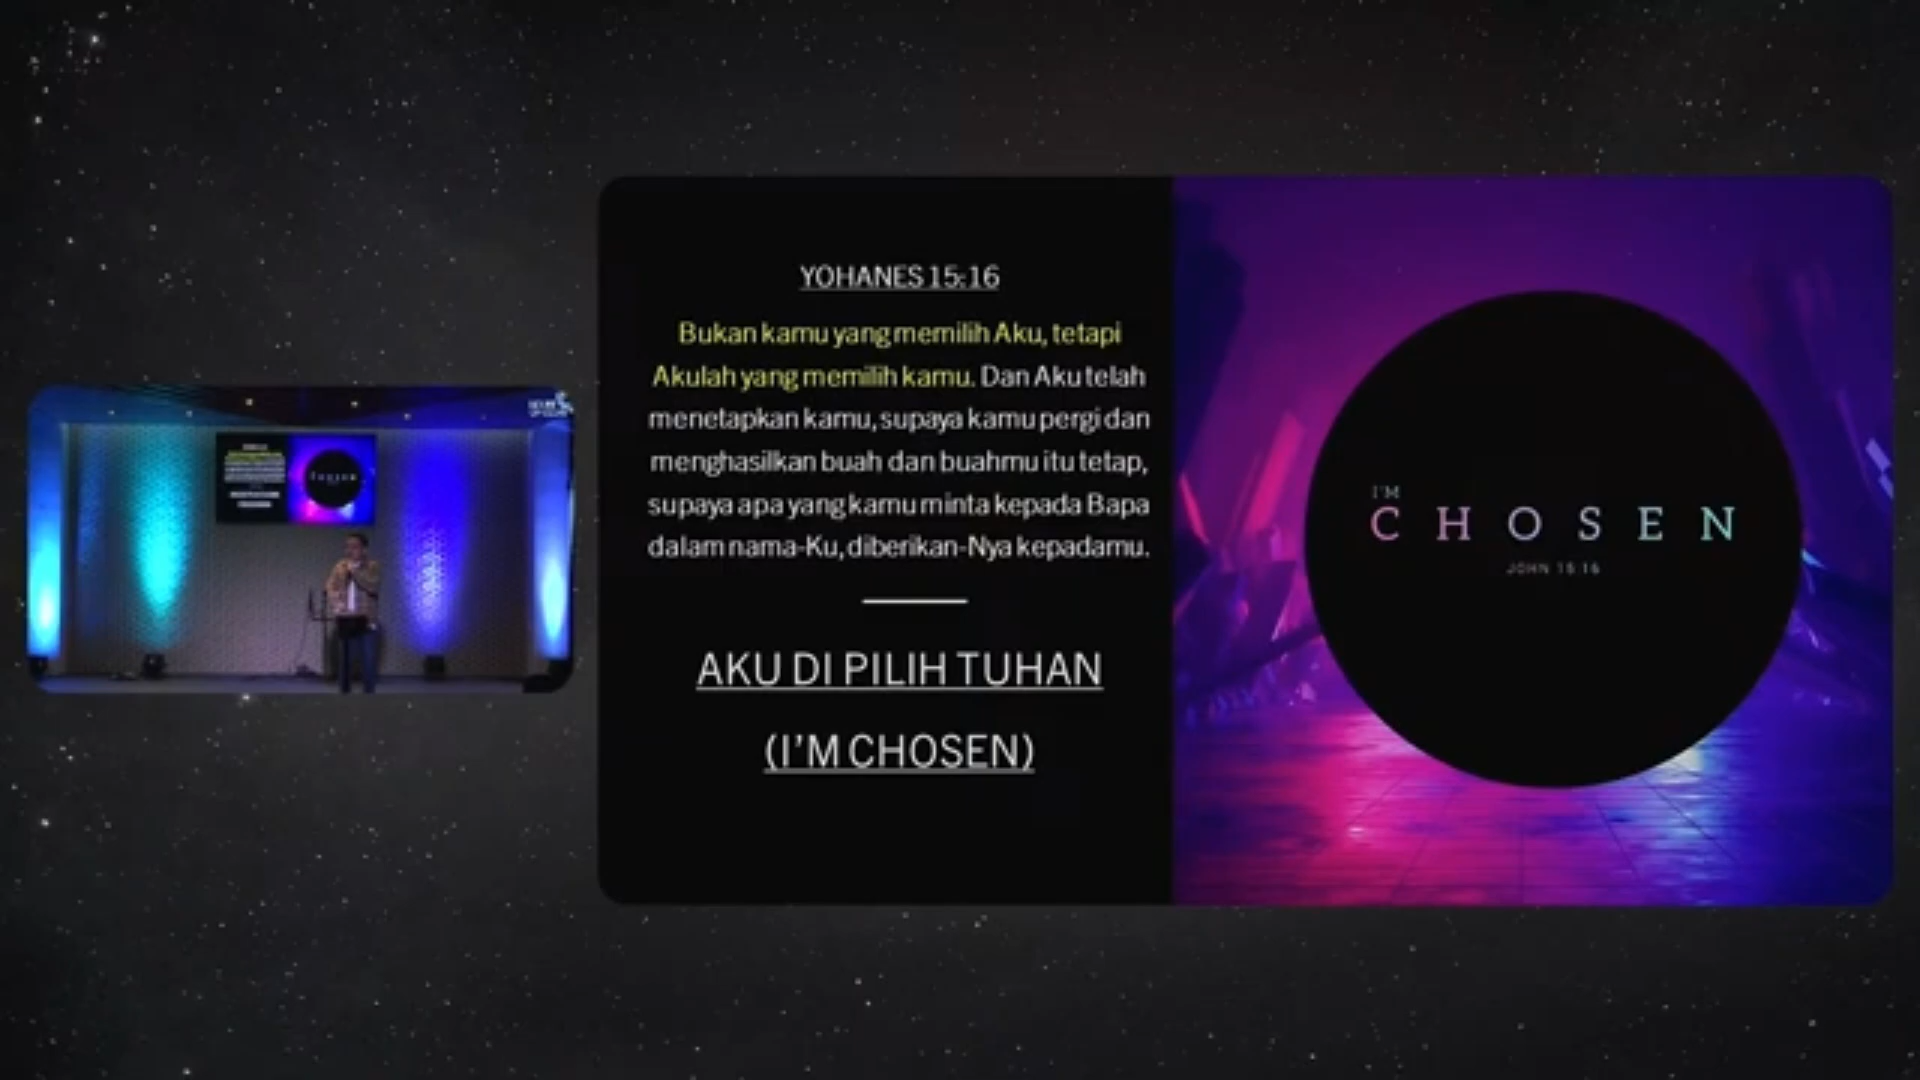 YOHANES 15:16
Bukan kamu yang memilih Aku, tetapi
Akulah yang memilih kamu. Dan Aku telah
menetapkan kamu, supaya kamu pergi dan
menghasilkan buah dan buahmu itu tetap,
supaya apa yang kamu minta kepada Bapa
dalam nama-Ku, diberikan-Nya kepadamu.
AKU DI PILIH TUHAN
(I'M CHOSEN)
I'M
CHOSEN
JOHN 15:16